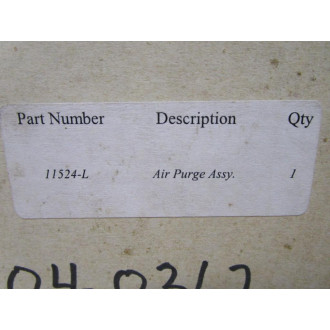 Part Number Description Qty
11524-L Air Purge Assy. 1